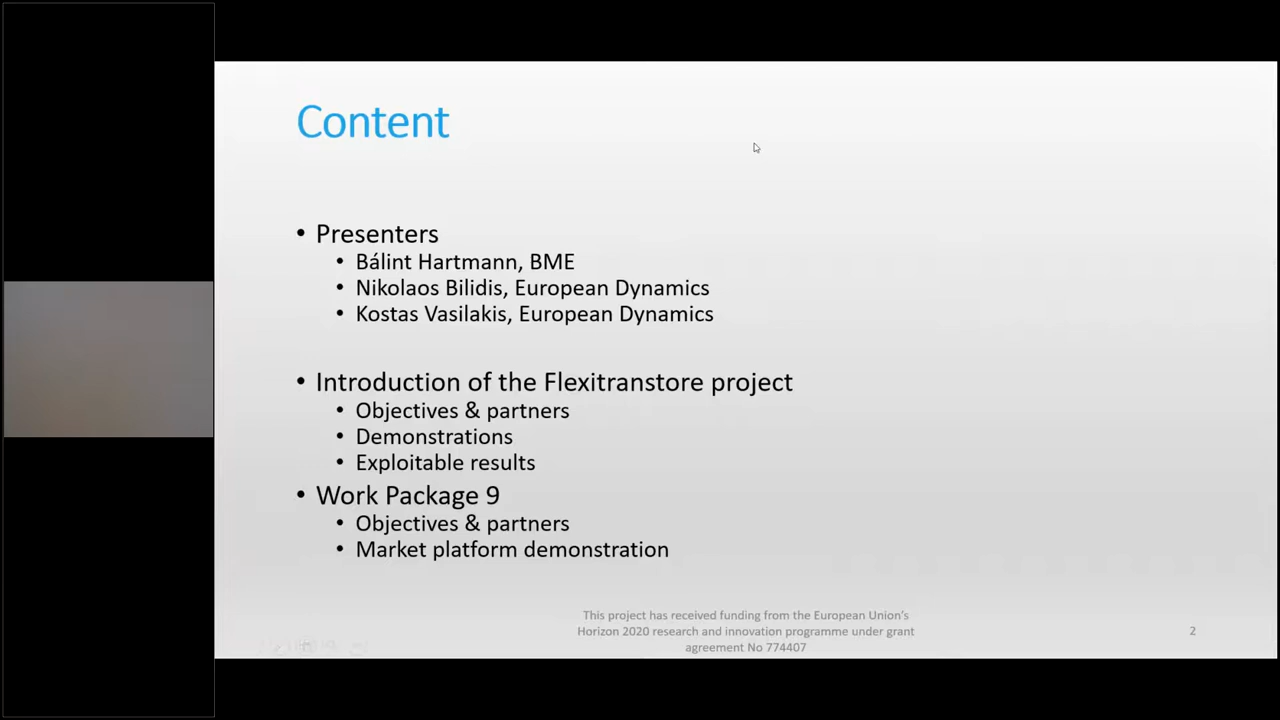 Content
• Presenters
• Bálint Hartmann, BME
• Nikolaos Bilidis, European Dynamics
• Kostas Vasilakis, European Dynamics
• Introduction of the Flexitranstore project
• Objectives & partners
• Demonstrations
• Exploitable results
• Work Package 9
• Objectives & partners
• Market platform demonstration
This project has received funding from the European Union's
Horizon 2020 research and innovation programme under grant
agreement No 774407
2